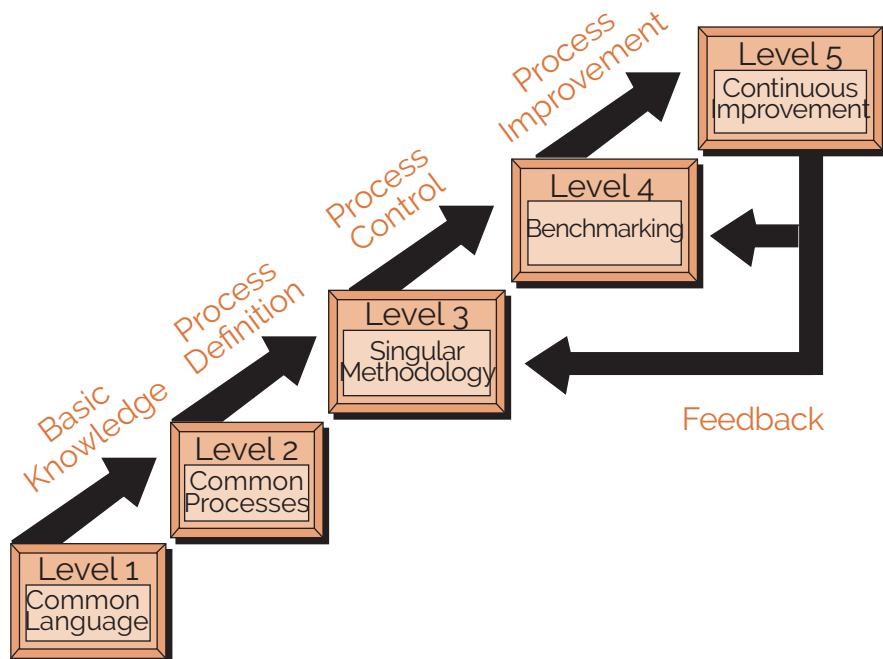 Level 5
Continuous
Improvement
Process
Improvement
Level 4
Benchmarking
Process
Control
Level 3
Singular
Methodology
Process
Definition
Feedback
Level 2
Common
Processes
Basic
Knowledge
Level 1
Common
Language